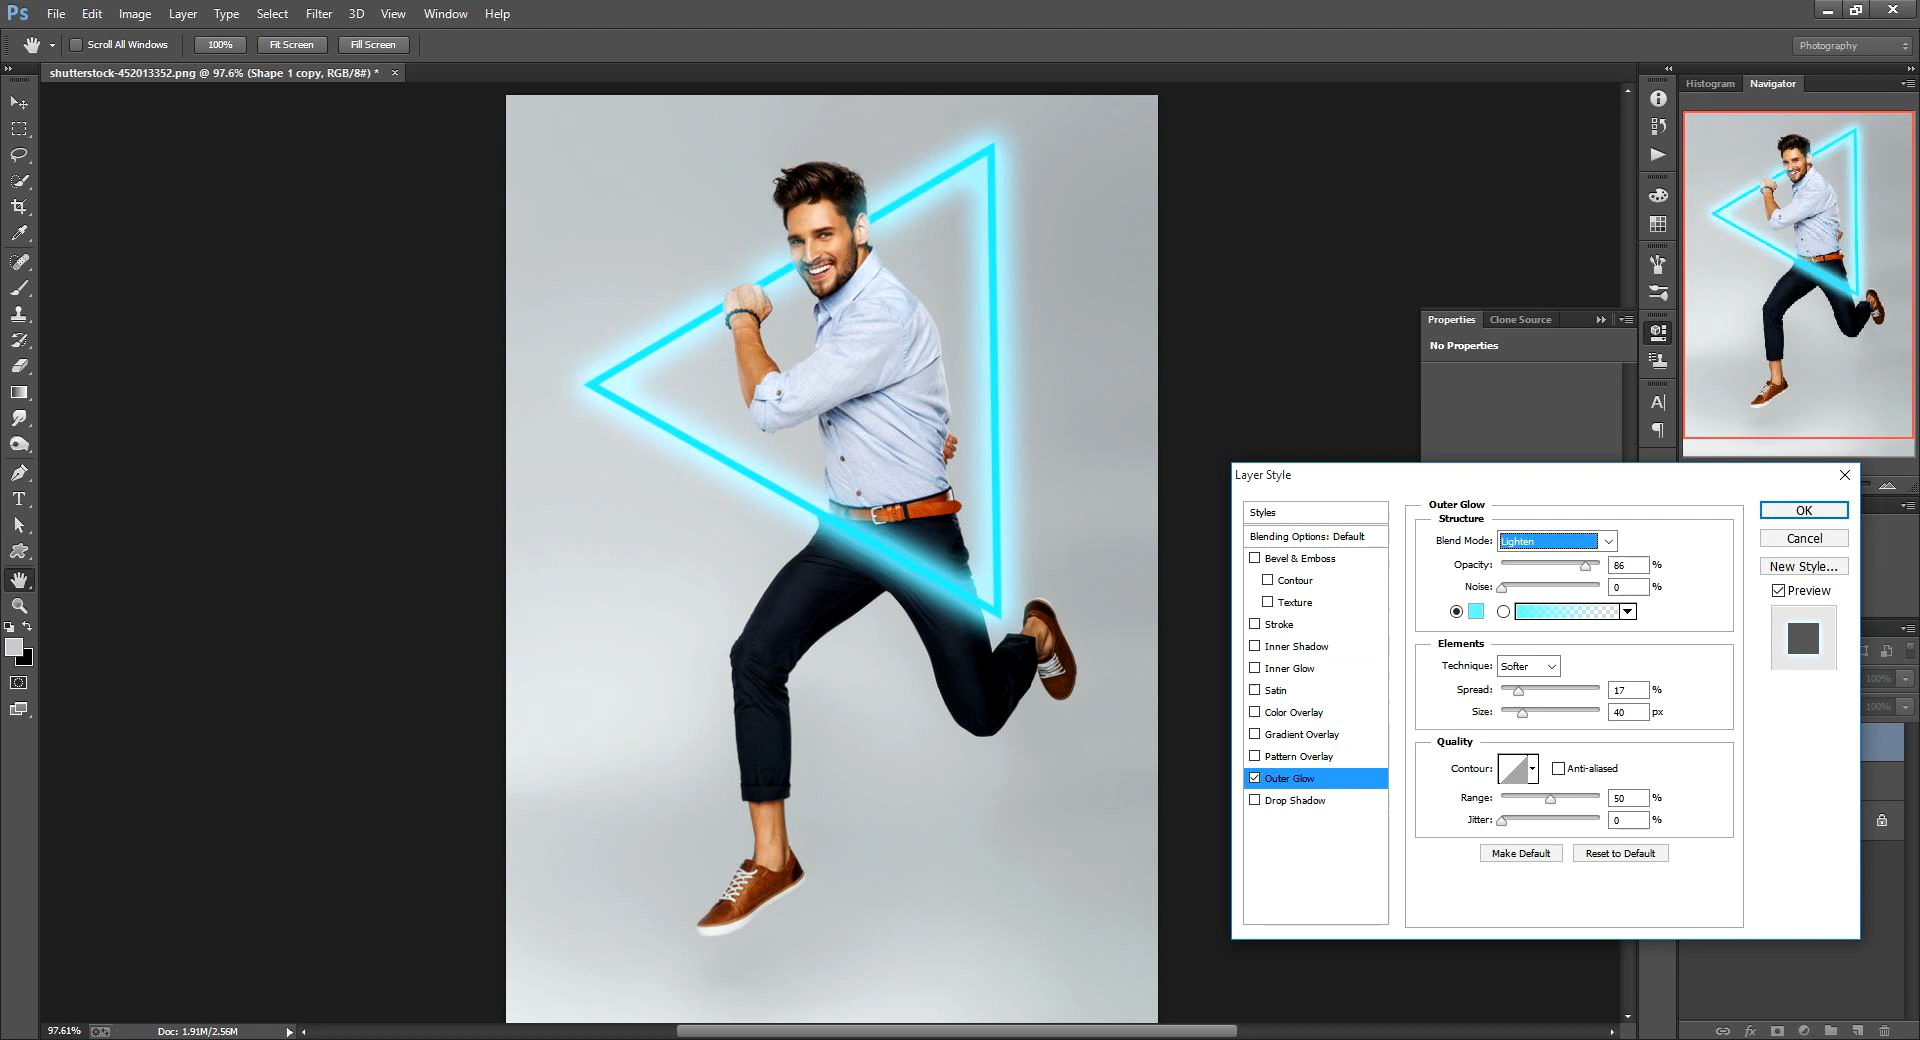 Ps File Edit Image Layer Type Select Filter 3D View Window Help
Scroll All Windows 100% Fit Screen Fill Screen Photography
shutterstock-452013352.png @ 97.6% (Shape 1 copy, RGB/8#) * ×
Histogram Navigator
Properties Clone Source
No Properties
Layer Style
Styles
Blending Options: Default
Bevel & Emboss
Contour
Texture
Stroke
Inner Shadow
Inner Glow
Satin
Color Overlay
Gradient Overlay
Pattern Overlay
Outer Glow
Drop Shadow
Outer Glow
Structure
Blend Mode: Lighten
Opacity: 86 %
Noise: 0 %
Elements
Technique: Softer
Spread: 17 %
Size: 40 px
Quality
Contour: Anti-aliased
Range: 50 %
Jitter: 0 %
Make Default Reset to Default
OK
Cancel
New Style...
Preview
100%
100%
97.61% Doc: 1.91M/2.56M